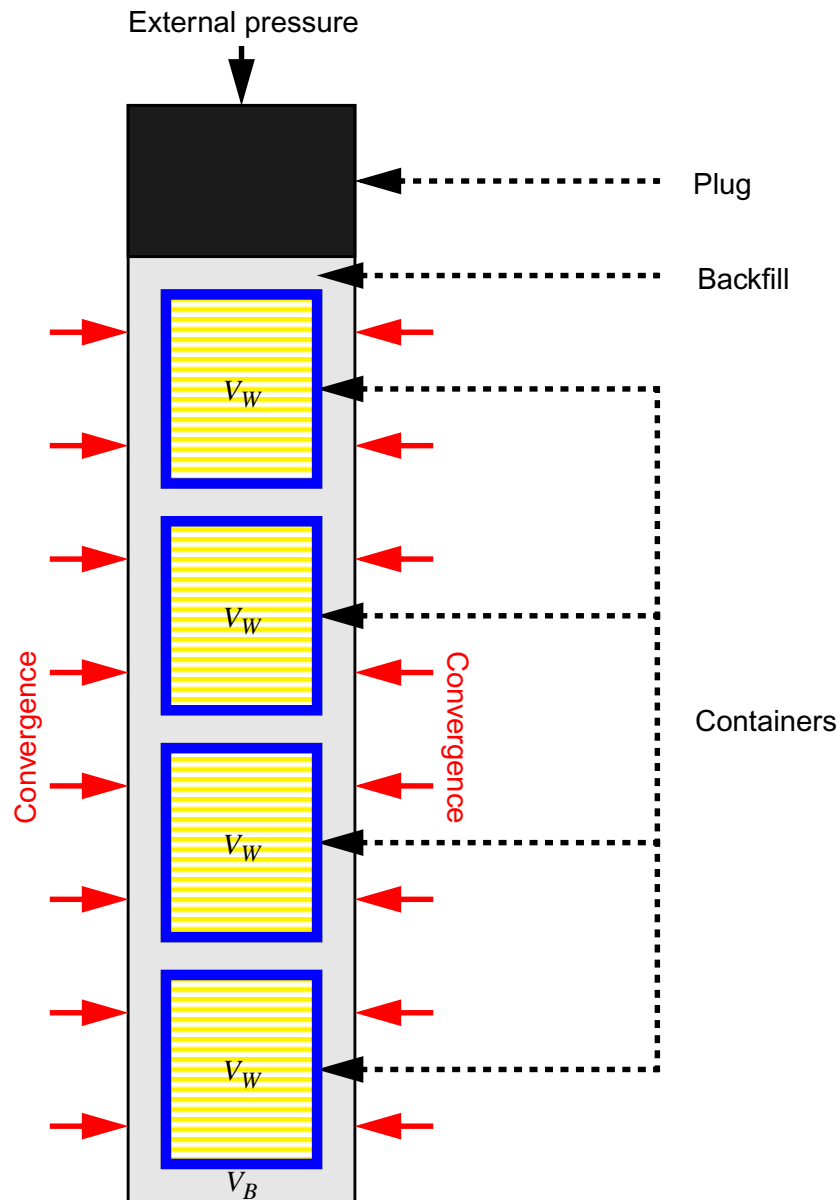 External pressure
Plug
Backfill
V_W
V_W
Convergence
Convergence
Containers
V_W
V_W
V_B